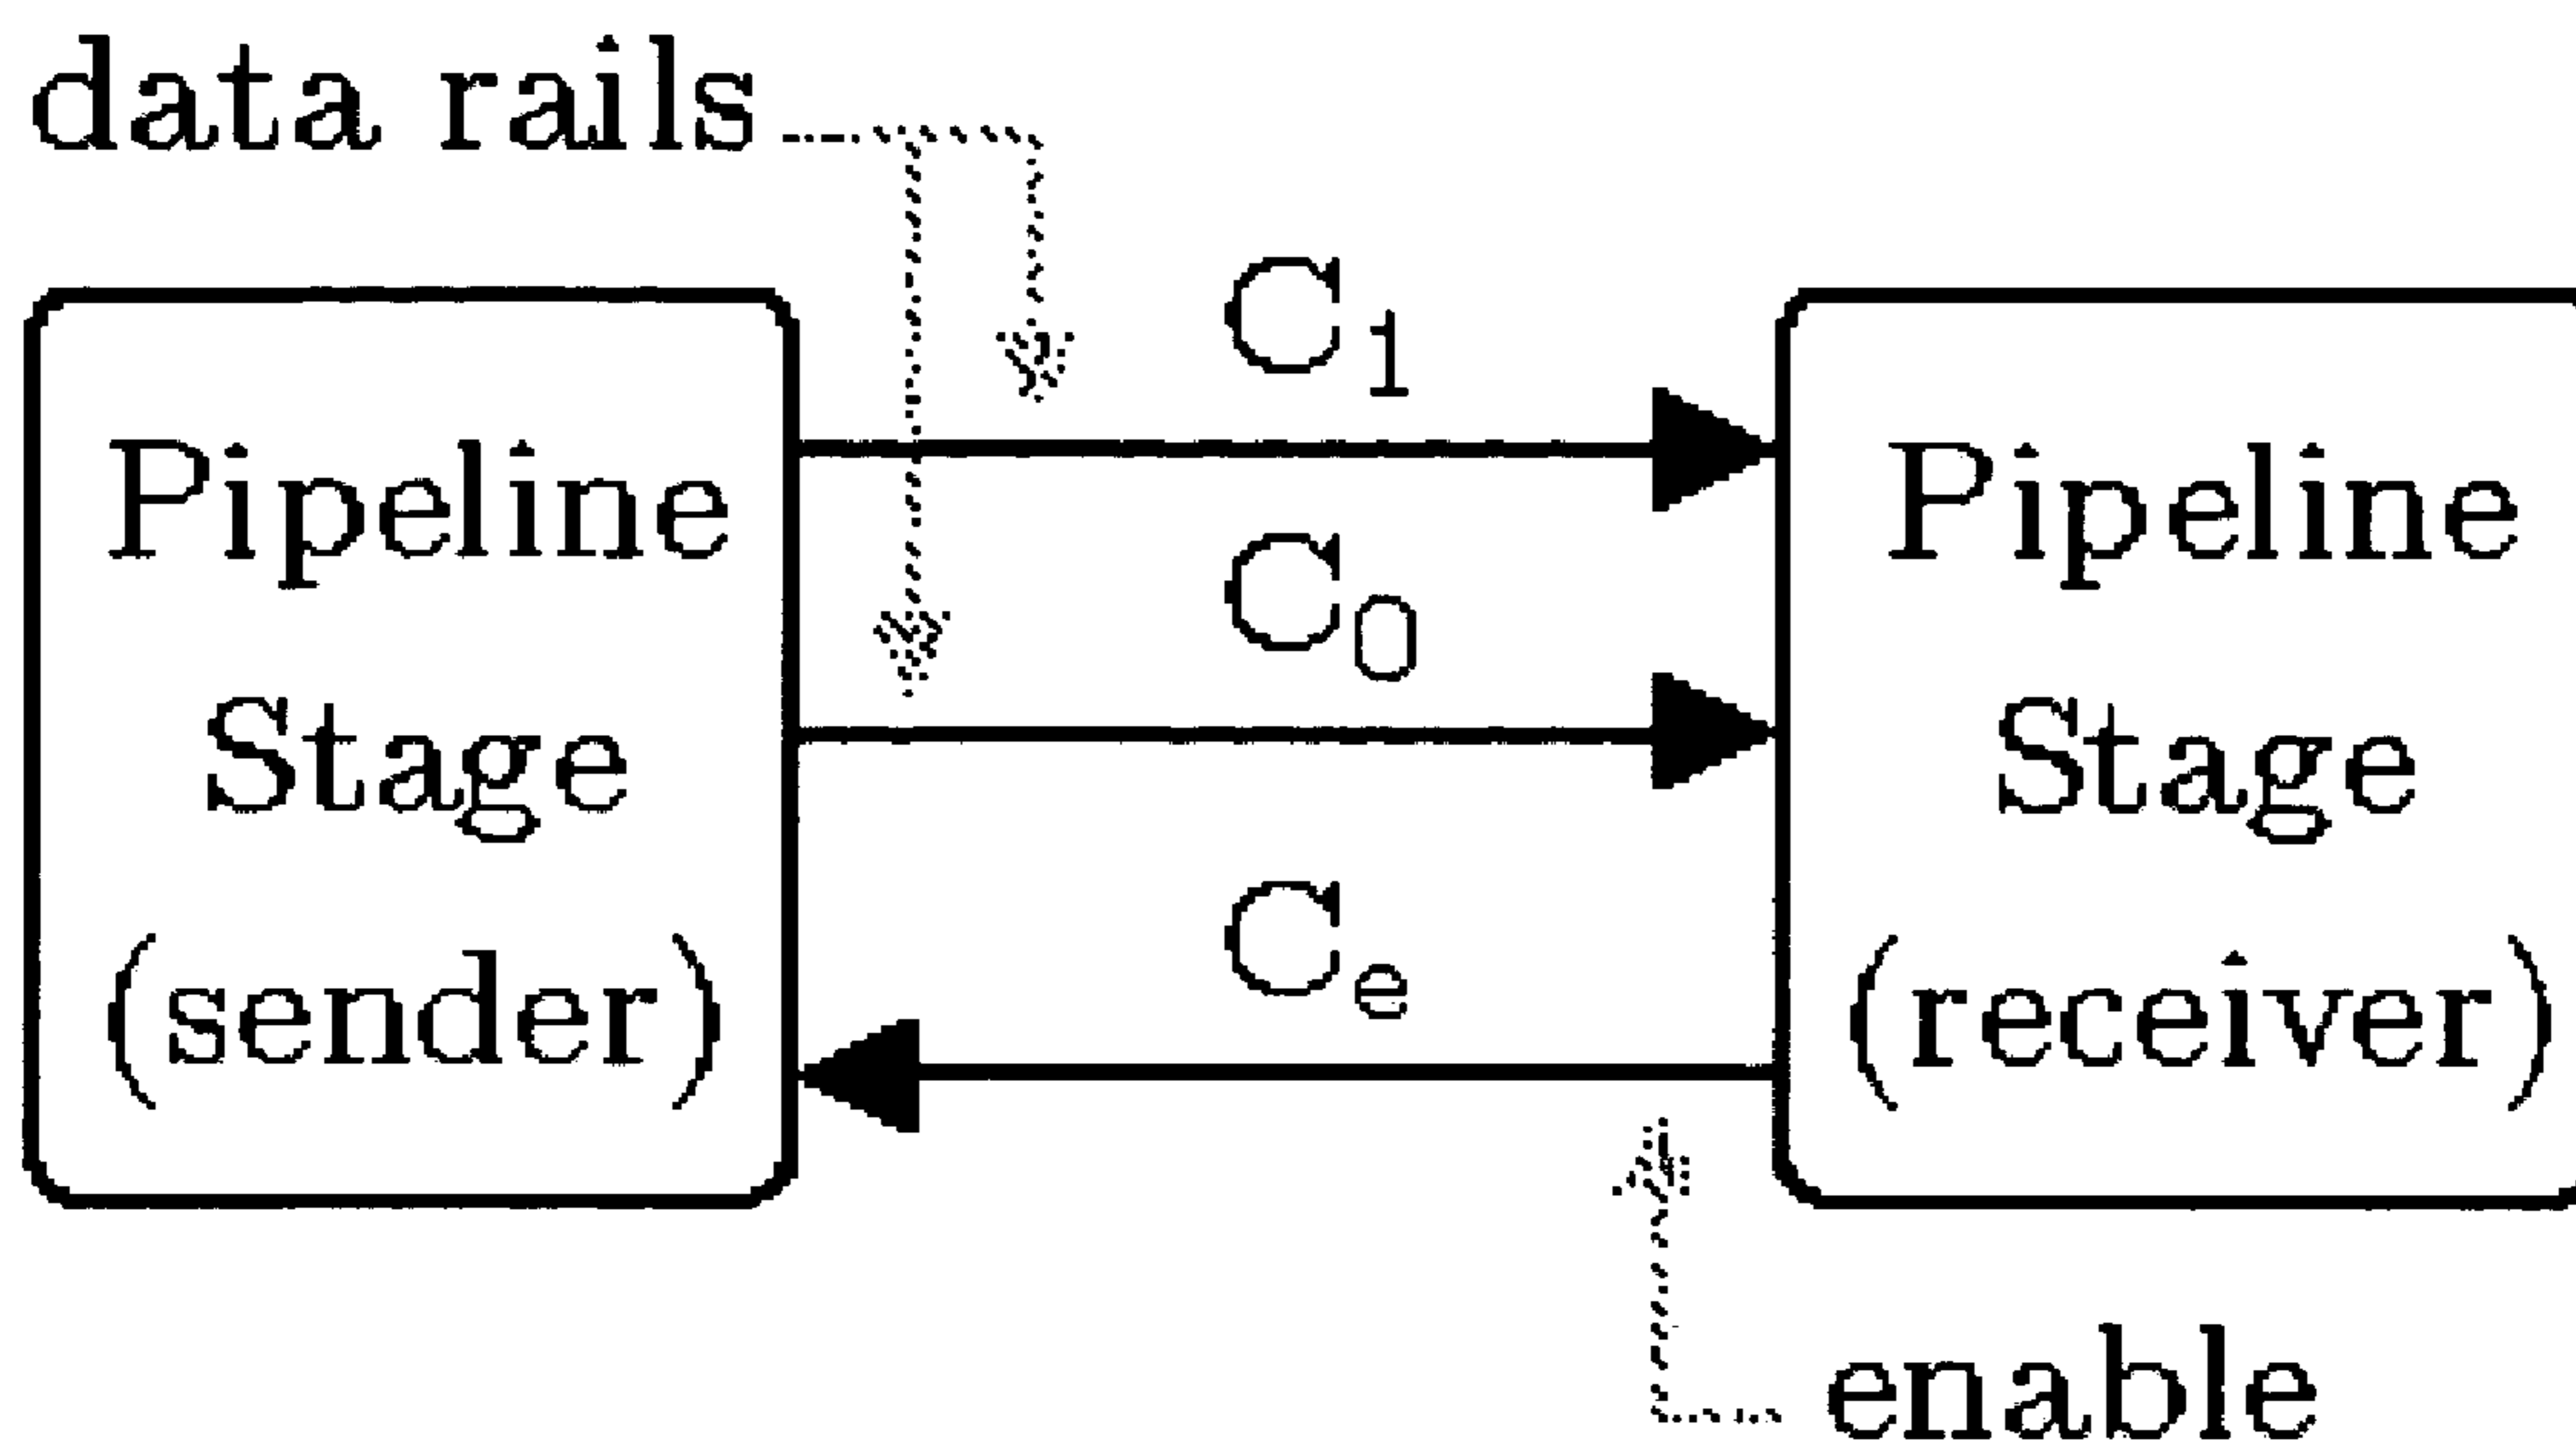 data rails
C₁
Pipeline
Stage
(sender)
C₀
Cₑ
Pipeline
Stage
(receiver)
enable